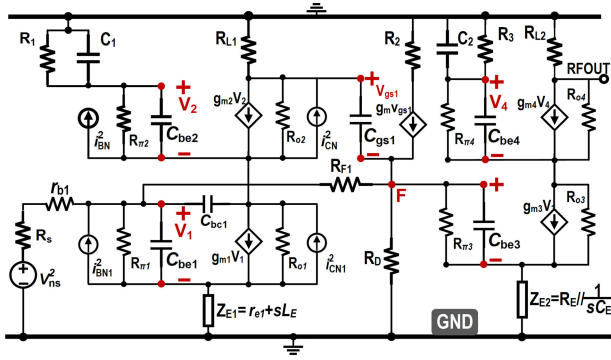 R1
C1
RL1
R2
C2
R3
RL2
RFOUT
V2
i²BN
Rπ2
Cbe2
gm2V2
Ro2
i²CN
Vgs1
Cgs1
gmvgs1
V4
Rπ4
Cbe4
gm4V4
Ro4
RF1
F
rb1
Rs
V²ns
i²BN1
Rπ1
V1
Cbe1
Cbc1
gm1V1
Ro1
i²CN1
RD
Rπ3
Cbe3
Ro3
ZE1= re1+sLE
GND
ZE2=RE//1/sCE